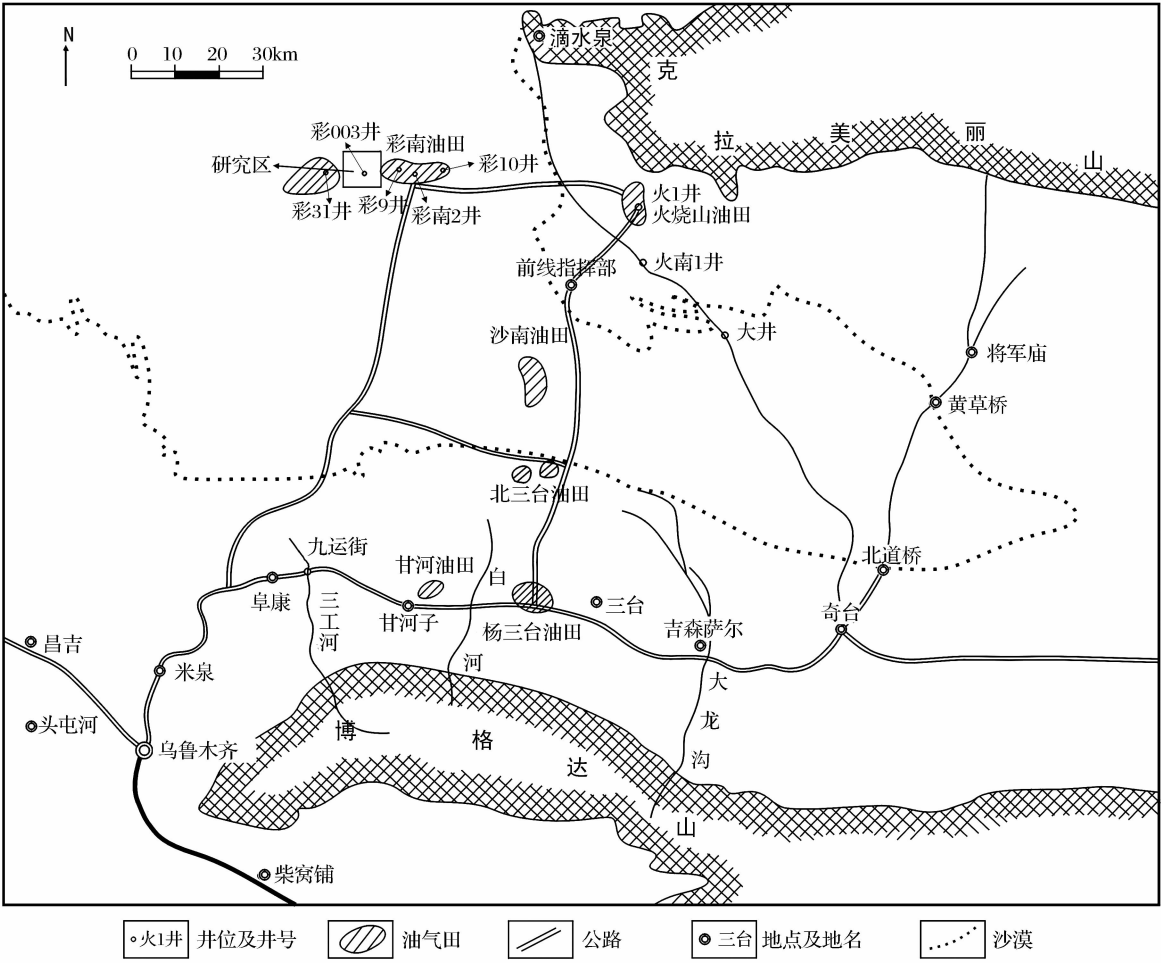 N
0 10 20 30km
滴水泉
克
拉
美
丽
山
彩003井
彩南油田
研究区
彩10井
彩31井
彩9井
彩南2井
火1井
火烧山油田
前线指挥部
火南1井
沙南油田
大井
将军庙
黄草桥
北三台油田
九运街
北道桥
甘河油田
白
阜康
三
工
河
甘河子
杨三台油田
三台
奇台
吉森萨尔
昌吉
米泉
河
大
龙
沟
头屯河
乌鲁木齐
博
格
达
山
柴窝铺
火1井 井位及井号
油气田
公路
三台 地点及地名
沙漠